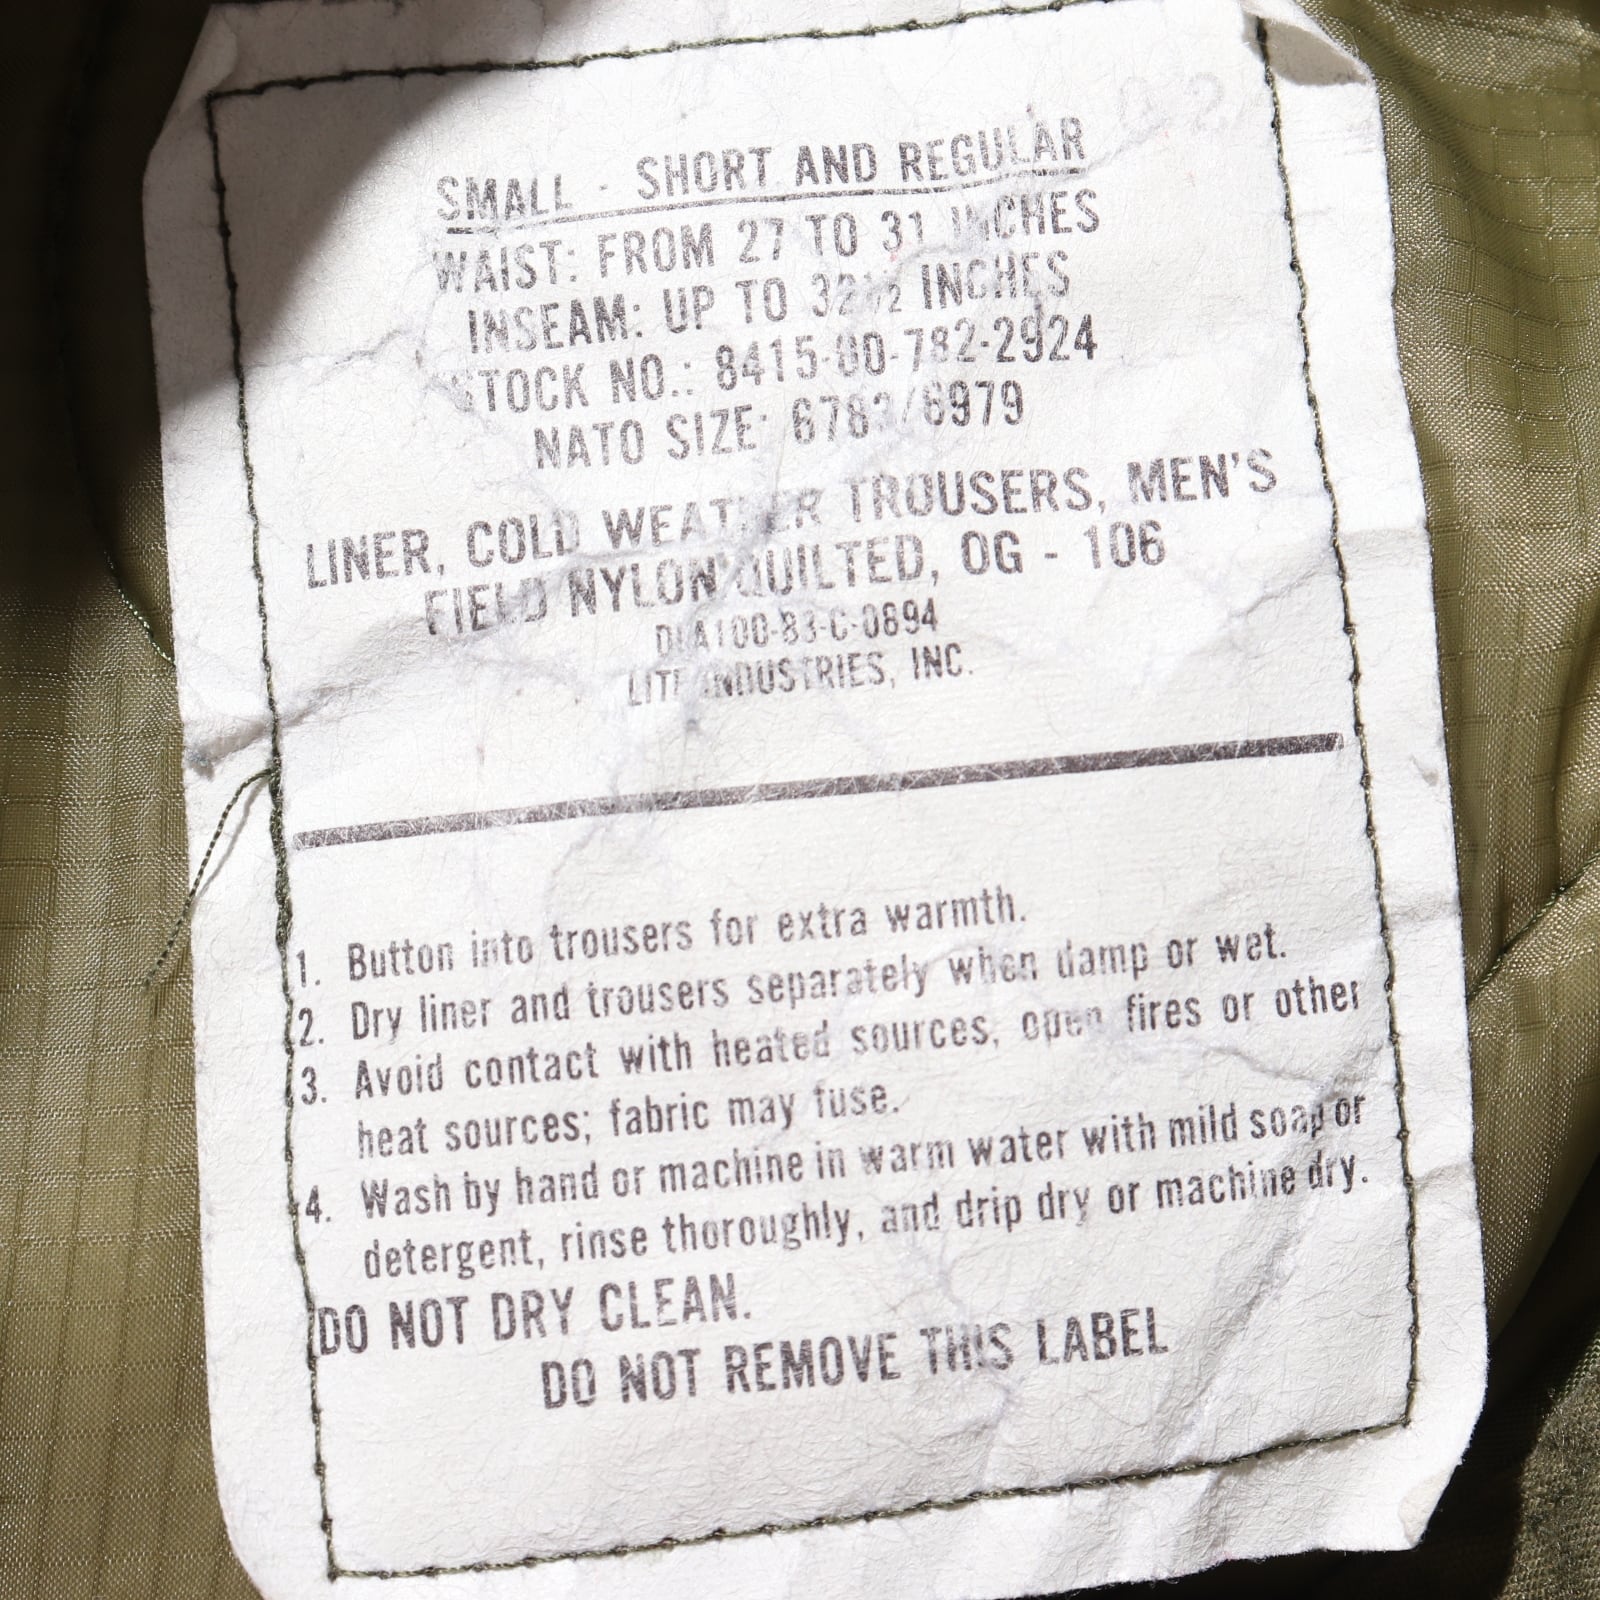 SMALL - SHORT AND REGULAR
WAIST: FROM 27 TO 31 INCHES
INSEAM: UP TO 32½ INCHES
STOCK NO.: 8415-00-782-2924
NATO SIZE: 6783/6979
LINER, COLD WEATHER TROUSERS, MEN'S
FIELD NYLON QUILTED, OG - 106
DLA100-83-C-0894
INDUSTRIES, INC.
1. Button into trousers for extra warmth.
2. Dry liner and trousers separately when damp or wet.
3. Avoid contact with heated sources, open fires or other
heat sources; fabric may fuse.
4. Wash by hand or machine in warm water with mild soap or
detergent, rinse thoroughly, and drip dry or machine dry.
DO NOT DRY CLEAN.
DO NOT REMOVE THIS LABEL